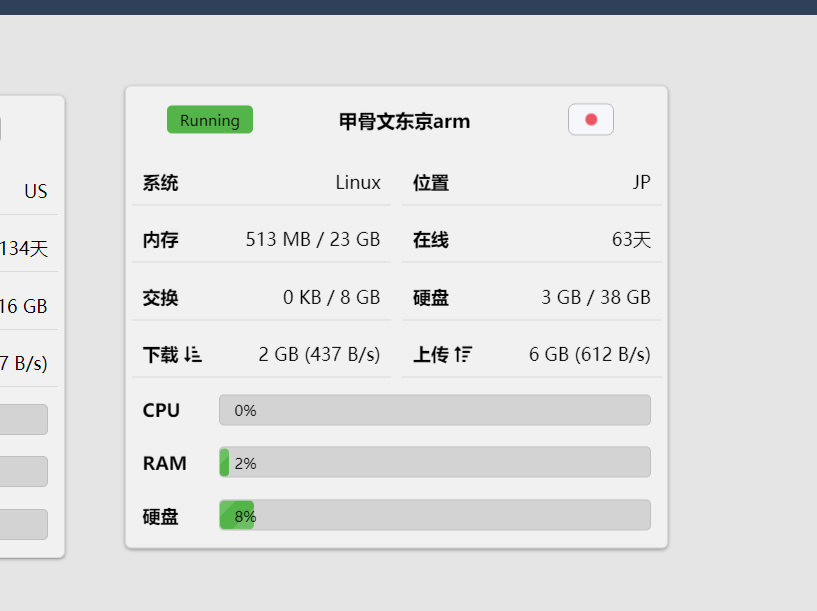 Running 甲骨文东京arm
US
系统 Linux 位置 JP
134天
内存 513 MB / 23 GB 在线 63天
16 GB
交换 0 KB / 8 GB 硬盘 3 GB / 38 GB
7 B/s)
下载 2 GB (437 B/s) 上传 6 GB (612 B/s)
CPU 0%
RAM 2%
硬盘 8%